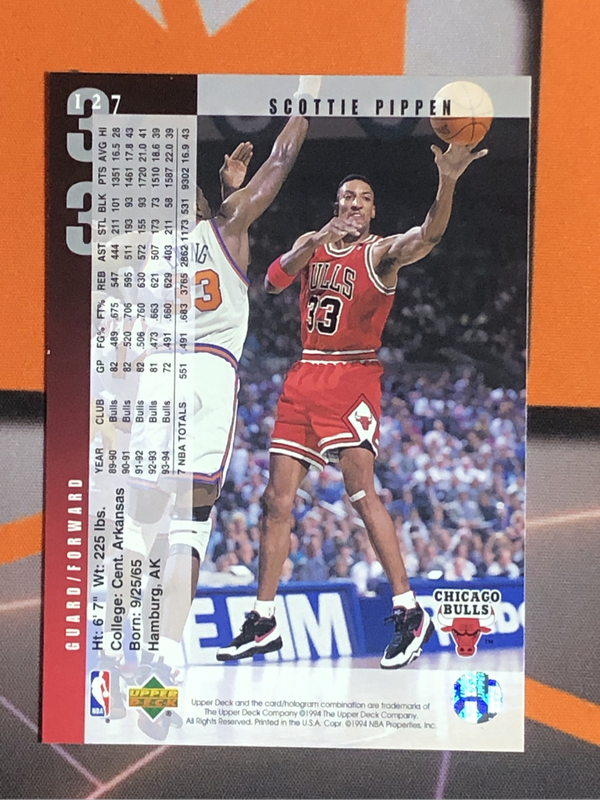 127
SCOTTIE PIPPEN
33
GUARD/FORWARD
Ht: 6'7" Wt: 225 lbs.
College: Cent. Arkansas
Born: 9/25/65
Hamburg, AK
YEAR CLUB GP FG% FT% REB AST STL BLK PTS AVG HI
89-90 Bulls 82 .489 .675 547 444 211 101 1351 16.5 28
90-91 Bulls 82 .520 .706 595 511 193 93 1461 17.8 43
91-92 Bulls 82 .506 .760 630 572 155 93 1720 21.0 41
92-93 Bulls 81 .473 .663 621 507 173 73 1510 18.6 39
93-94 Bulls 72 .491 .660 629 403 211 58 1587 22.0 39
7 NBA TOTALS 551 .491 .683 3765 2862 1173 531 9302 16.9 43
BULLS
33
NG
3
CHICAGO
BULLS
TM
NBA
UPPER
DECK
Upper Deck and the card/hologram combination are trademarks of
The Upper Deck Company ©1994 The Upper Deck Company.
All Rights Reserved. Printed in the U.S.A. Copr. ©1994 NBA Properties, Inc.